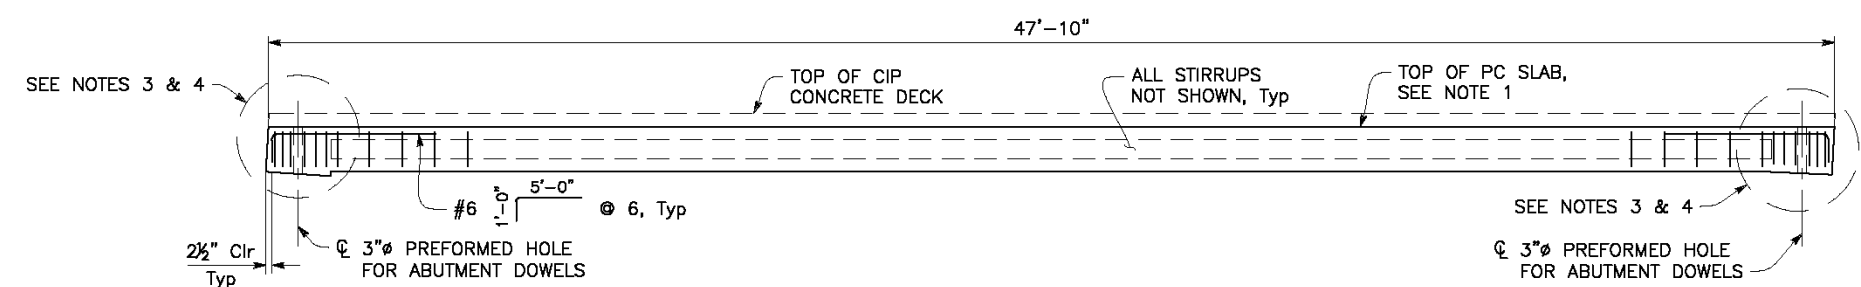 47'-10"
SEE NOTES 3 & 4
TOP OF CIP
CONCRETE DECK
ALL STIRRUPS
NOT SHOWN, Typ
TOP OF PC SLAB,
SEE NOTE 1
#6 1'-0" 5'-0" @ 6, Typ
SEE NOTES 3 & 4
2½" Clr
Typ
℄ 3"ø PREFORMED HOLE
FOR ABUTMENT DOWELS
℄ 3"ø PREFORMED HOLE
FOR ABUTMENT DOWELS